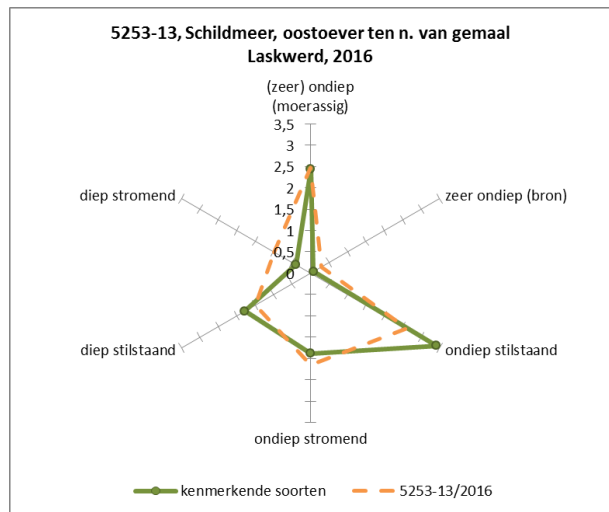 5253-13, Schildmeer, oostoever ten n. van gemaal
Laskwerd, 2016
(zeer) ondiep
(moerassig)
3,5
3
2,5
2
1,5
1
0,5
0
zeer ondiep (bron)
ondiep stilstaand
ondiep stromend
diep stilstaand
diep stromend
kenmerkende soorten
5253-13/2016